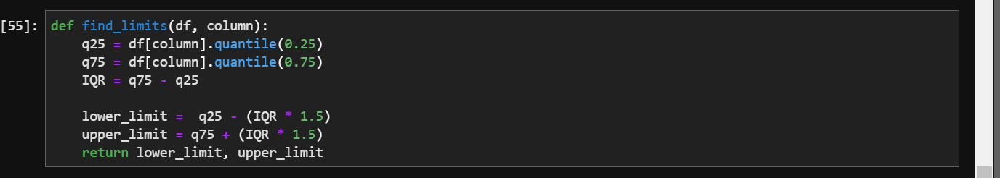 [55]: def find_limits(df, column):
    q25 = df[column].quantile(0.25)
    q75 = df[column].quantile(0.75)
    IQR = q75 - q25

    lower_limit =  q25 - (IQR * 1.5)
    upper_limit = q75 + (IQR * 1.5)
    return lower_limit, upper_limit